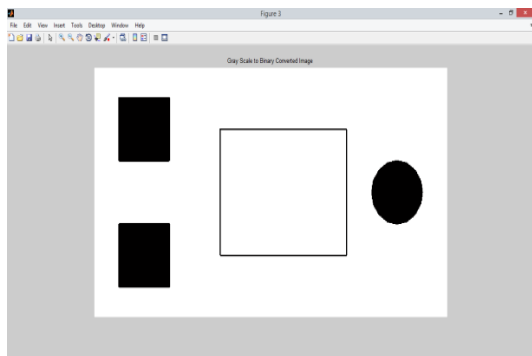 Figure 3
File Edit View Insert Tools Desktop Window Help
Gray Scale to Binary Converted Image